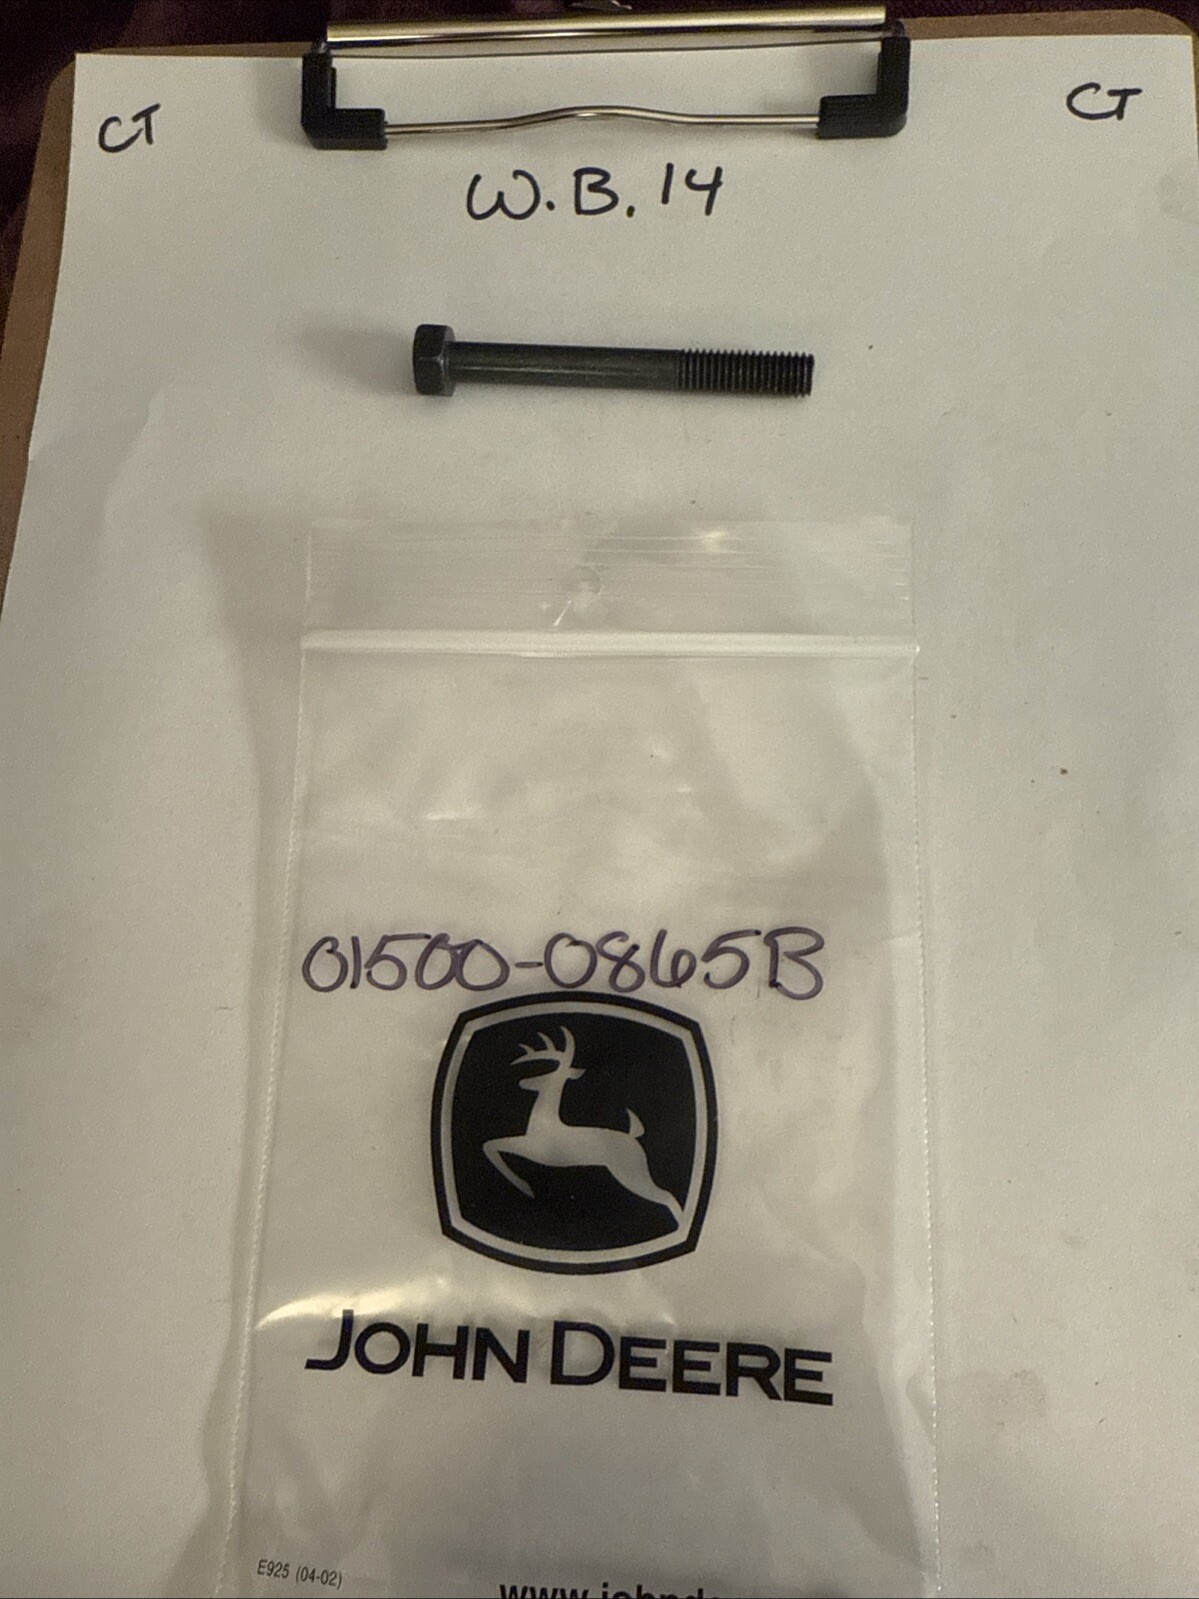 CT
CT
W.B.14
01500-0865B
JOHN DEERE
E925 (04-02)